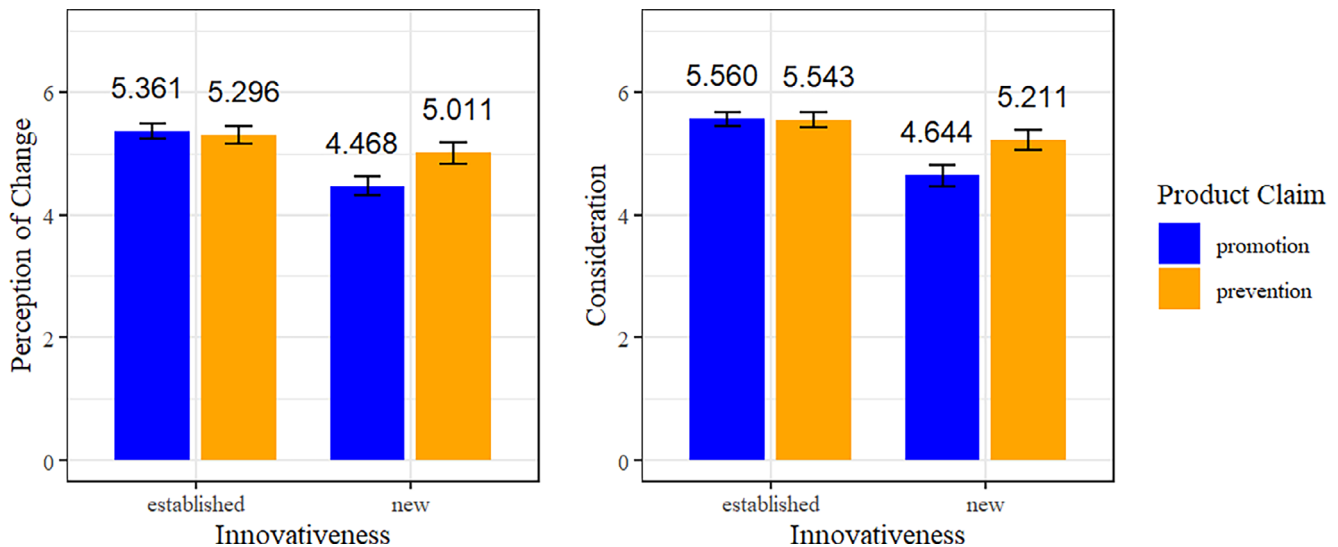 Perception of Change
6
4
2
0
5.361
5.296
4.468
5.011
established
new
Innovativeness
Consideration
6
4
2
0
5.560
5.543
4.644
5.211
established
new
Innovativeness
Product Claim
promotion
prevention